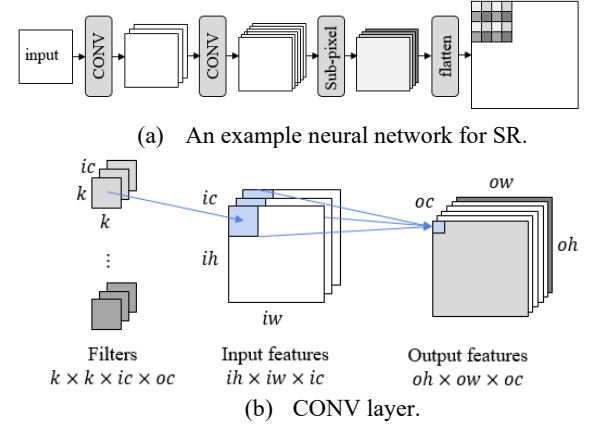 input
CONV
CONV
Sub-pixel
flatten
(a) An example neural network for SR.
ic
k
k
⋮
ic
ih
iw
oc
ow
oh
Filters
k × k × ic × oc
Input features
ih × iw × ic
Output features
oh × ow × oc
(b) CONV layer.